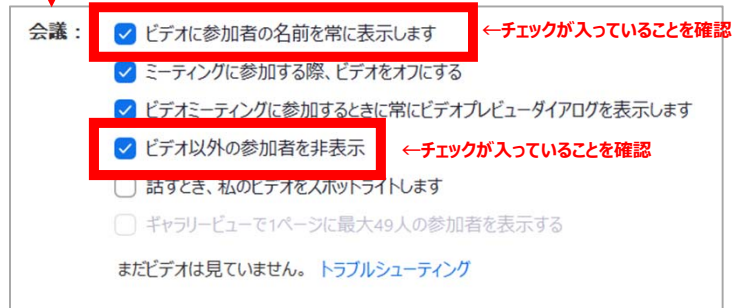 会議： ビデオに参加者の名前を常に表示します ←チェックが入っていることを確認
ミーティングに参加する際、ビデオをオフにする
ビデオミーティングに参加するときに常にビデオプレビューダイアログを表示します
ビデオ以外の参加者を非表示 ←チェックが入っていることを確認
話すとき、私のビデオをスポットライトします
ギャラリービューで1ページに最大49人の参加者を表示する
まだビデオは見ていません。 トラブルシューティング